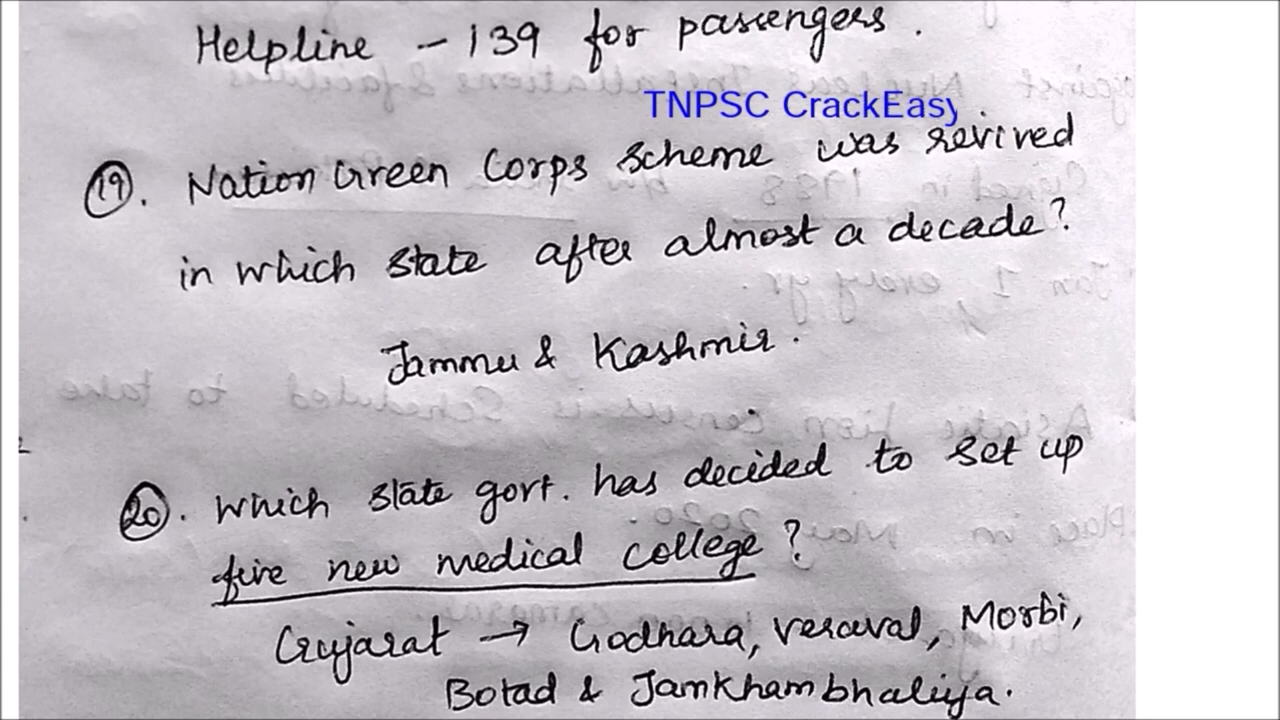 Helpline - 139 for passengers.
TNPSC CrackEasy
19. Nation Green Corps scheme was revived
in which state after almost a decade?
Jammu & Kashmir.
20. Which state govt. has decided to set up
five new medical college?
Gujarat → Godhara, Veraval, Morbi,
Botad & Jamkhambhaliya.